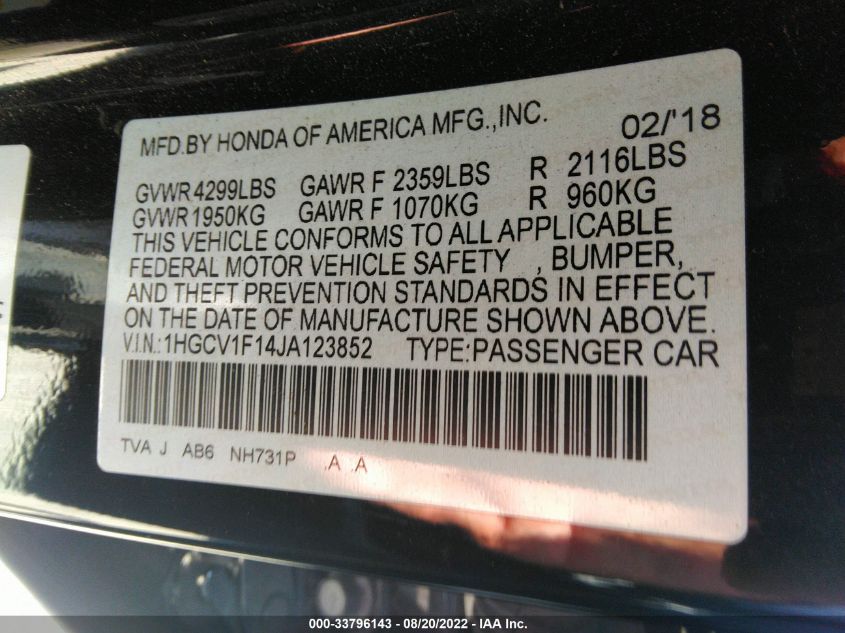 MFD.BY HONDA OF AMERICA MFG.,INC. 02/'18
GVWR 4299LBS GAWR F 2359LBS R 2116LBS
GVWR 1950KG GAWR F 1070KG R 960KG
THIS VEHICLE CONFORMS TO ALL APPLICABLE
FEDERAL MOTOR VEHICLE SAFETY , BUMPER,
AND THEFT PREVENTION STANDARDS IN EFFECT
ON THE DATE OF MANUFACTURE SHOWN ABOVE.
V.I.N.:1HGCV1F14JA123852 TYPE:PASSENGER CAR
TVA J AB6 NH731P .A .A
000-33796143 - 08/20/2022 - IAA Inc.